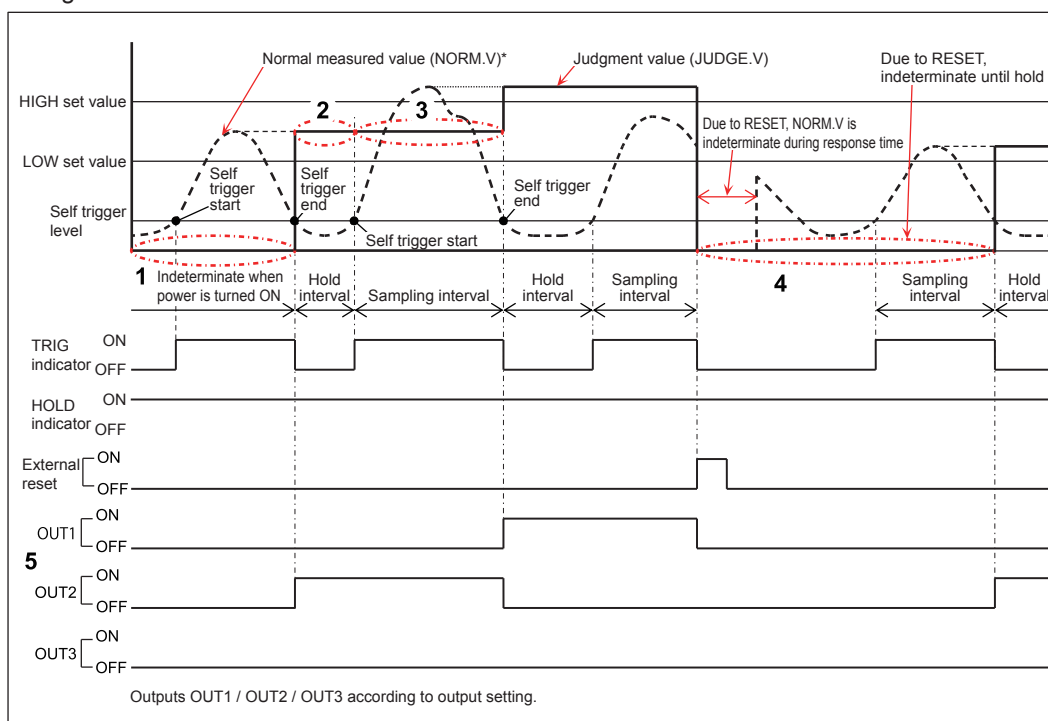 Normal measured value (NORM.V)*
Judgment value (JUDGE.V)
Due to RESET,
indeterminate until hold
HIGH set value
2
3
Due to RESET, NORM.V is
indeterminate during response time
LOW set value
Self
trigger
start
Self
trigger
end
Self trigger
end
Self trigger
level
Self trigger start
1
Indeterminate when
power is turned ON
Hold
interval
Sampling interval
Hold
interval
Sampling
interval
4
Sampling
interval
Hold
interval
TRIG
indicator
ON
OFF
HOLD
indicator
ON
OFF
External
reset
ON
OFF
OUT1
ON
OFF
5
OUT2
ON
OFF
OUT3
ON
OFF
Outputs OUT1 / OUT2 / OUT3 according to output setting.